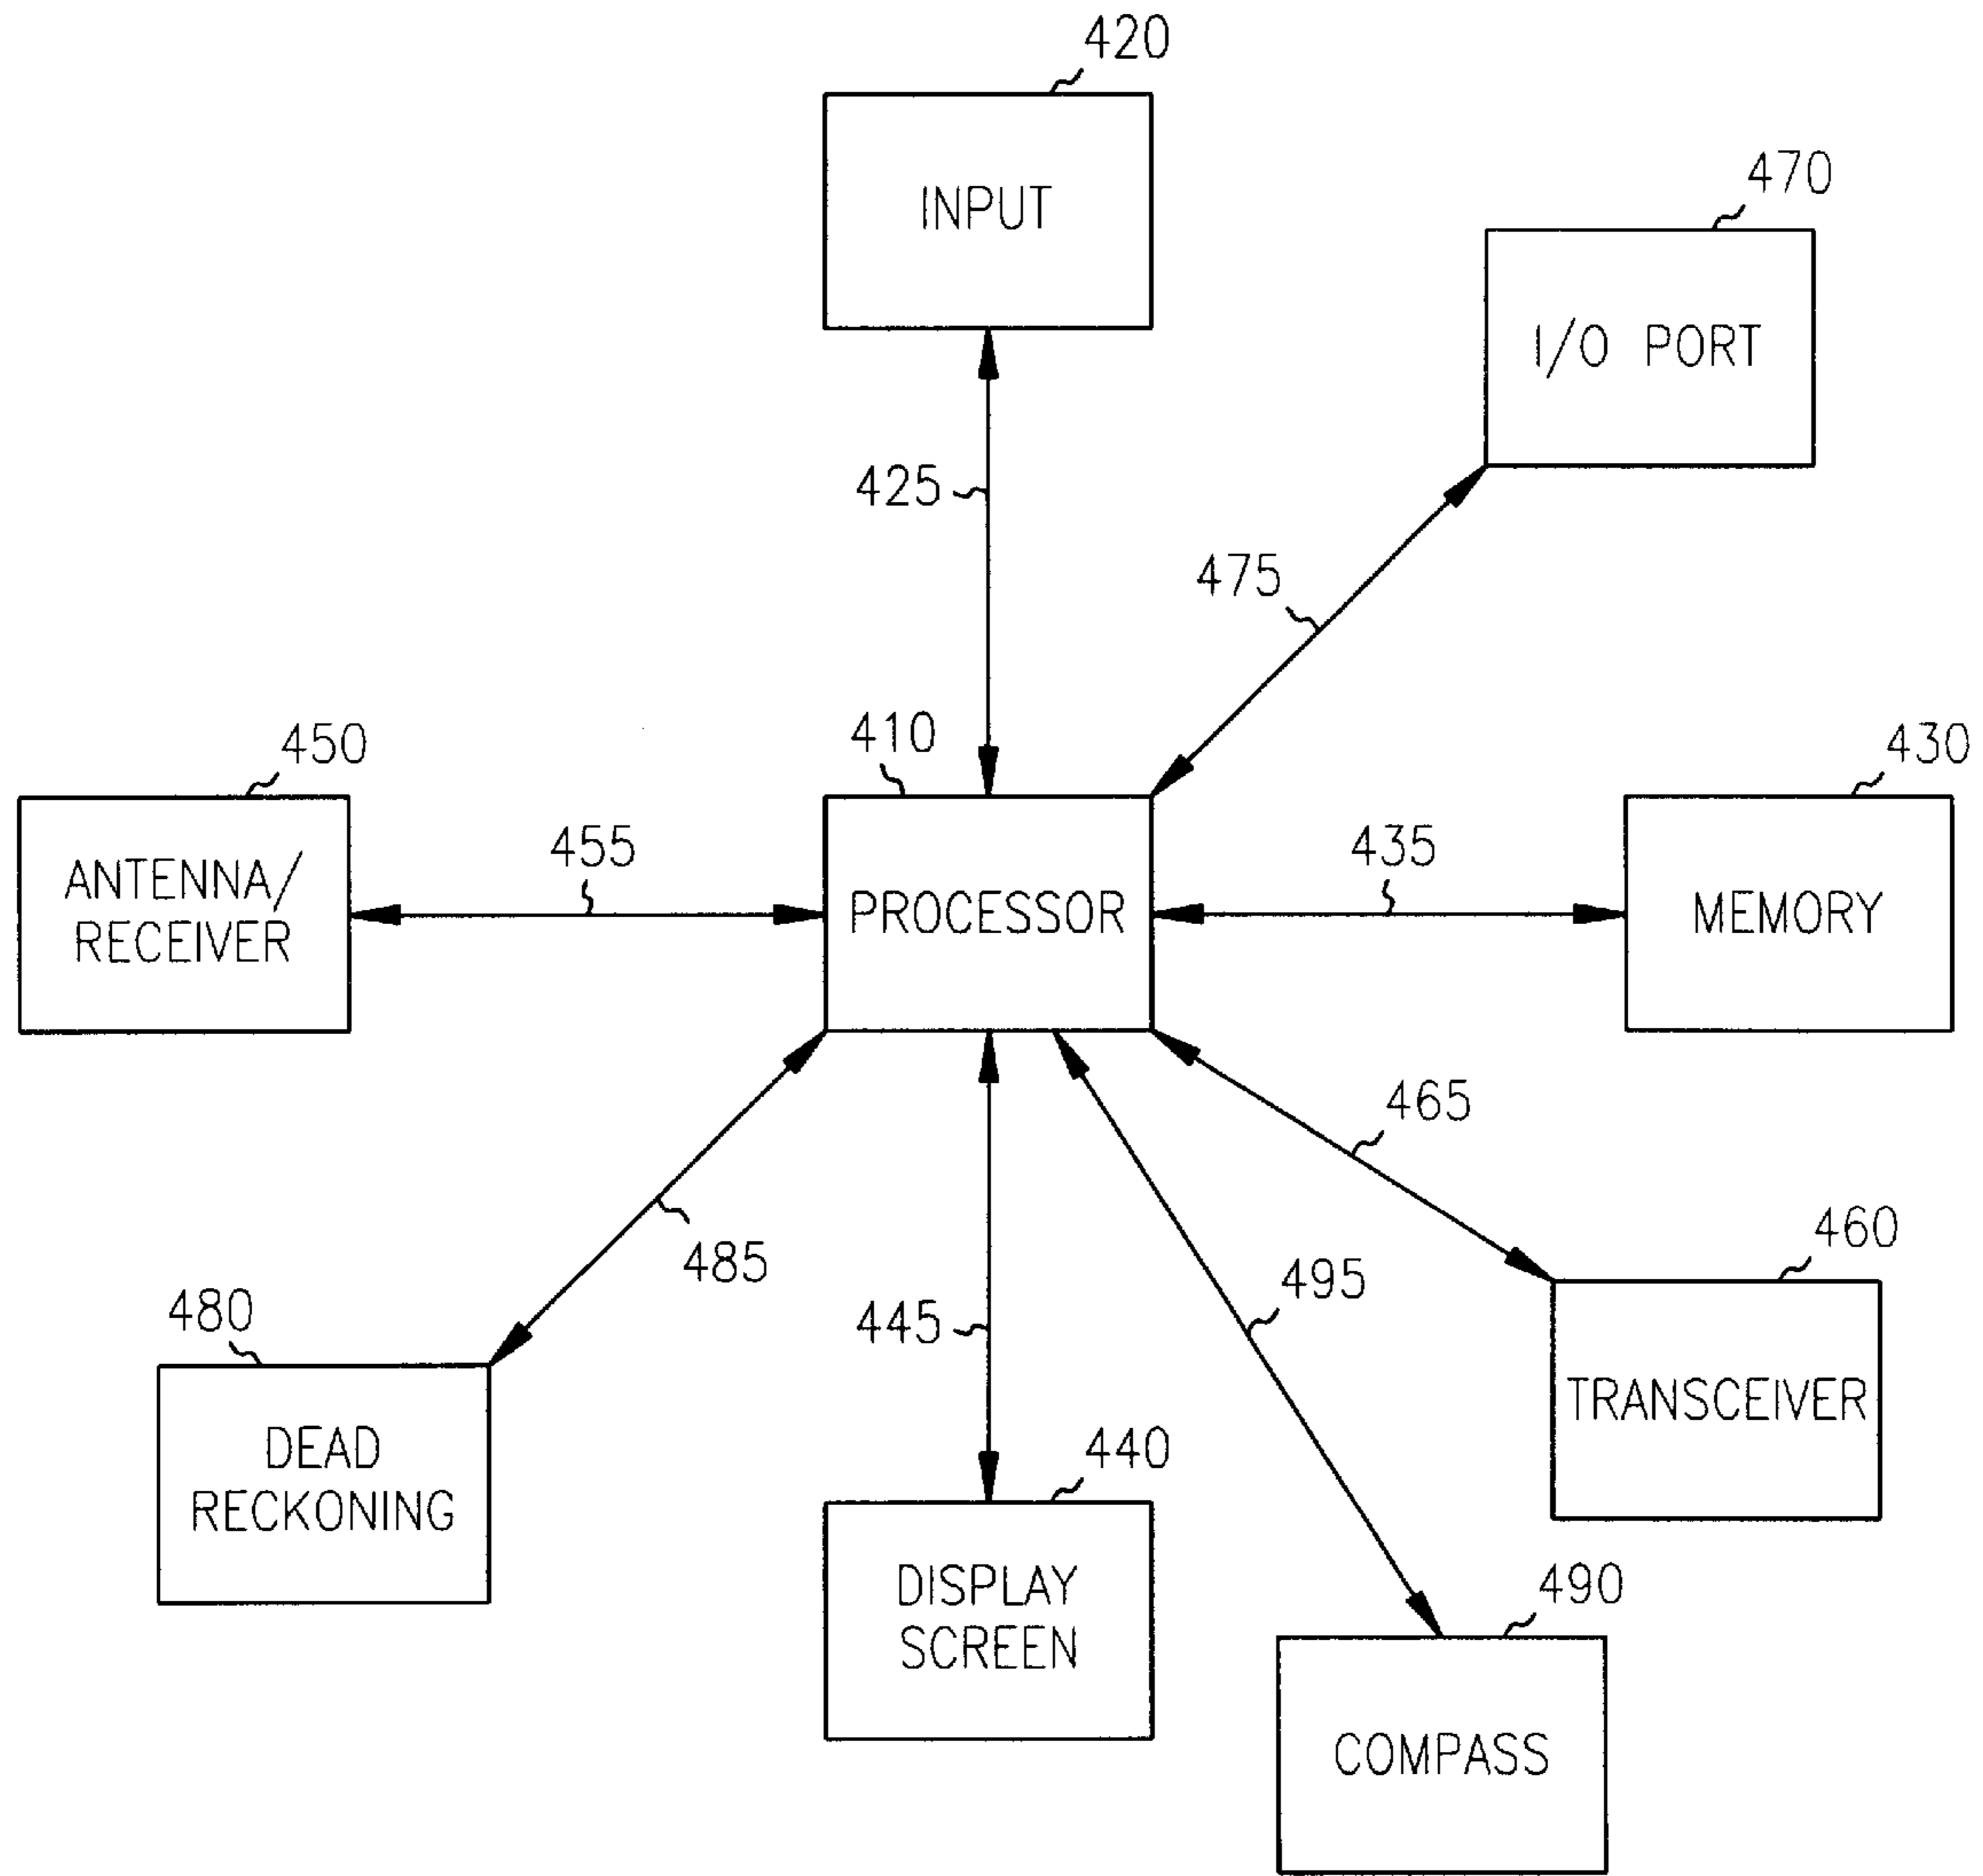 420
INPUT
470
I/O PORT
425
475
410
450
430
ANTENNA/
RECEIVER
455
PROCESSOR
435
MEMORY
465
485
460
480
445
495
TRANSCEIVER
DEAD
RECKONING
440
DISPLAY
SCREEN
490
COMPASS